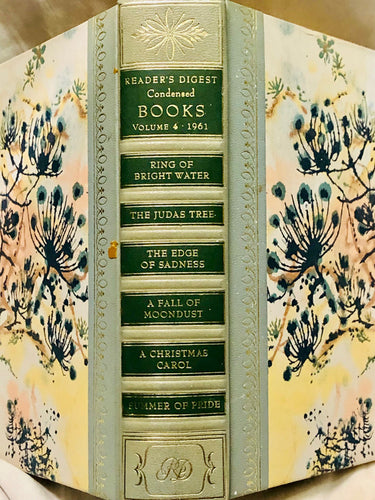 READER'S DIGEST
Condensed
BOOKS
VOLUME 4 · 1961
RING OF
BRIGHT WATER
THE JUDAS TREE
THE EDGE
OF SADNESS
A FALL OF
MOONDUST
A CHRISTMAS
CAROL
SUMMER OF PRIDE
RD